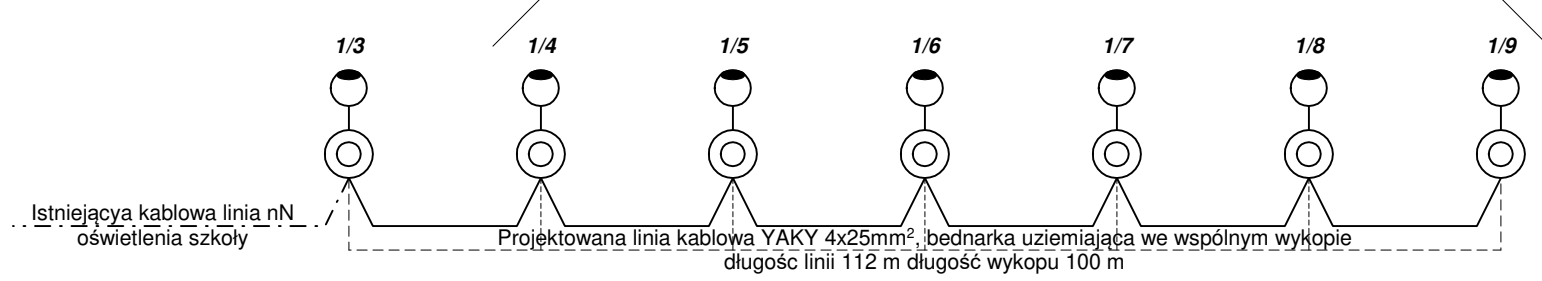 1/3 1/4 1/5 1/6 1/7 1/8 1/9
Istniejącya kablowa linia nN
oświetlenia szkoły
Projektowana linia kablowa YAKY 4x25mm², bednarka uziemiająca we wspólnym wykopie
długośc linii 112 m długość wykopu 100 m